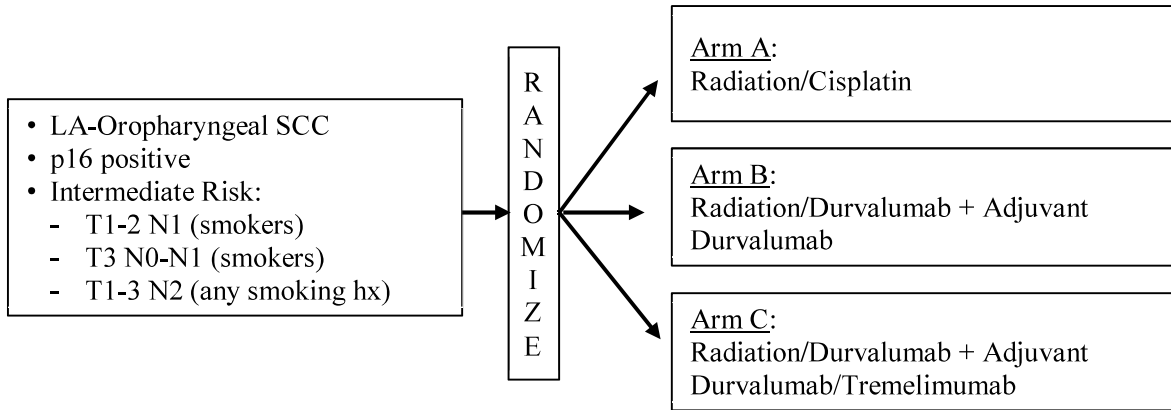 • LA-Oropharyngeal SCC
• p16 positive
• Intermediate Risk:
- T1-2 N1 (smokers)
- T3 N0-N1 (smokers)
- T1-3 N2 (any smoking hx)
R
A
N
D
O
M
I
Z
E
Arm A:
Radiation/Cisplatin
Arm B:
Radiation/Durvalumab + Adjuvant
Durvalumab
Arm C:
Radiation/Durvalumab + Adjuvant
Durvalumab/Tremelimumab